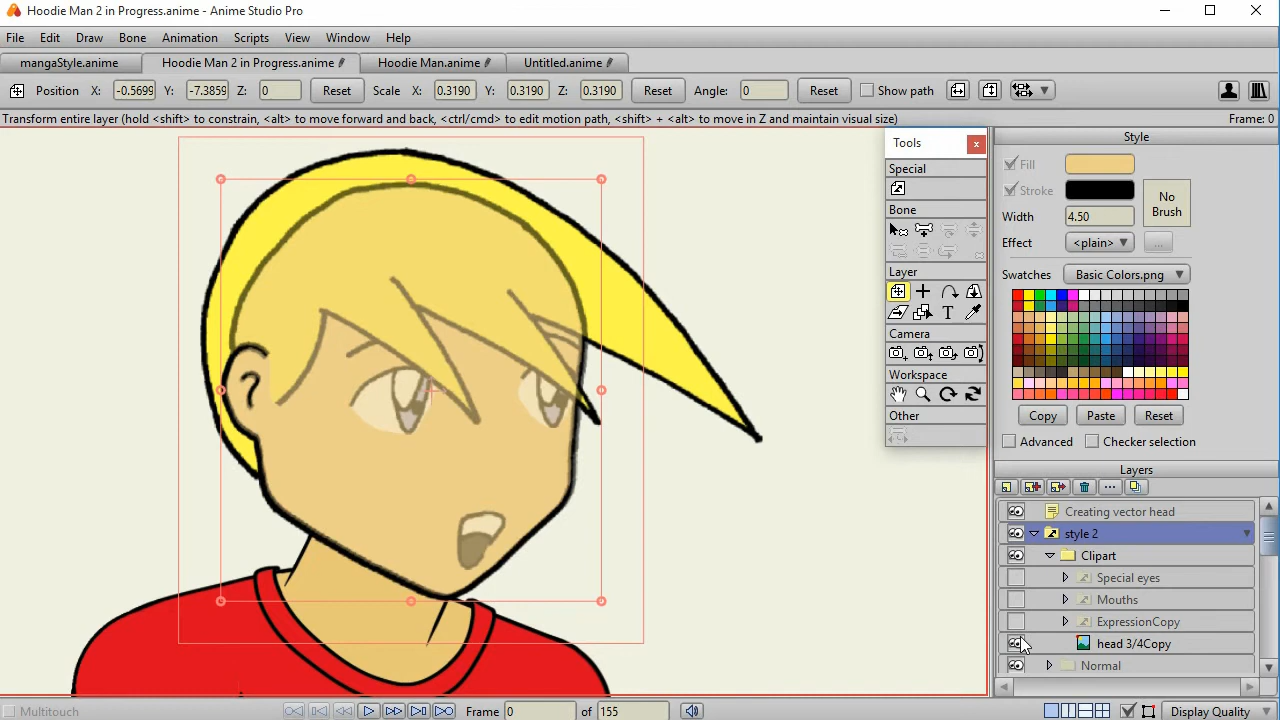 Hoodie Man 2 in Progress.anime - Anime Studio Pro
File Edit Draw Bone Animation Scripts View Window Help
mangaStyle.anime Hoodie Man 2 in Progress.anime Hoodie Man.anime Untitled.anime
Position X: -0.5699 Y: -7.3859 Z: 0 Reset Scale X: 0.3190 Y: 0.3190 Z: 0.3190 Reset Angle: 0 Reset Show path
Transform entire layer (hold <shift> to constrain, <alt> to move forward and back, <ctrl/cmd> to edit motion path, <shift> + <alt> to move in Z and maintain visual size) Frame: 0
Tools x
Special
Bone
Layer
T
Camera
Workspace
Other
Style
Fill
Stroke
Width 4.50
No
Brush
Effect <plain> ...
Swatches Basic Colors.png
Copy Paste Reset
Advanced Checker selection
Layers
Creating vector head
style 2
Clipart
Special eyes
Mouths
ExpressionCopy
head 3/4Copy
Normal
Multitouch Frame 0 of 155 Display Quality